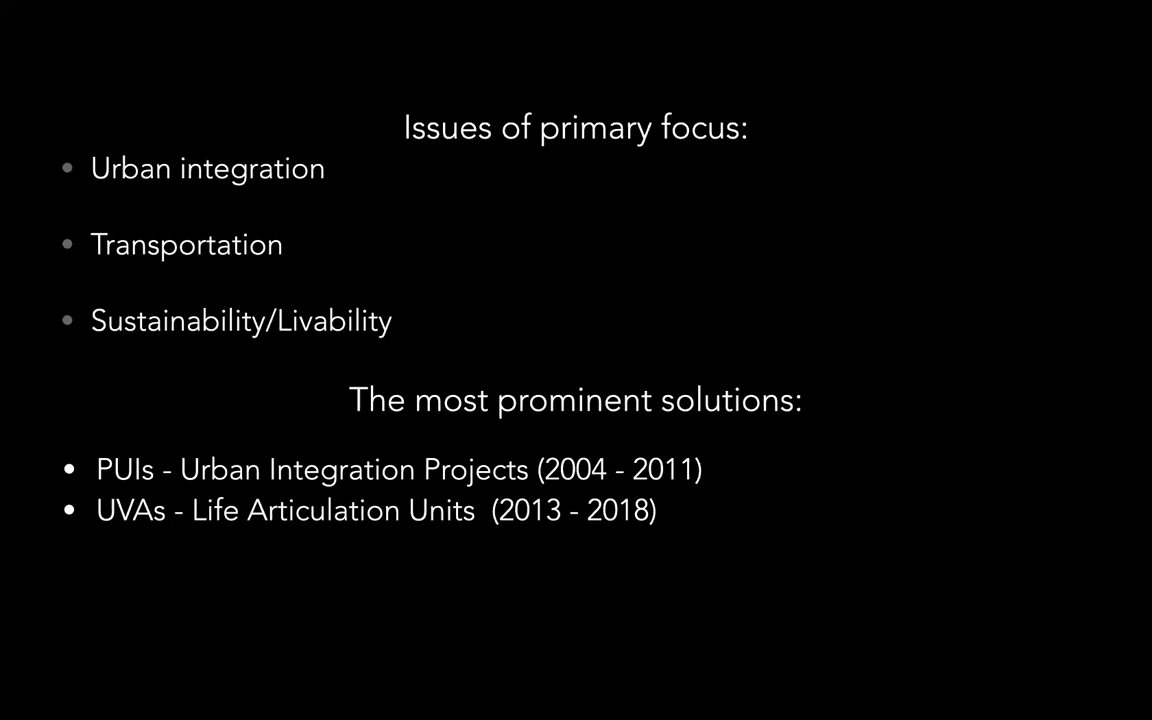 Issues of primary focus:
• Urban integration
• Transportation
• Sustainability/Livability
The most prominent solutions:
• PUIs - Urban Integration Projects (2004 - 2011)
• UVAs - Life Articulation Units  (2013 - 2018)